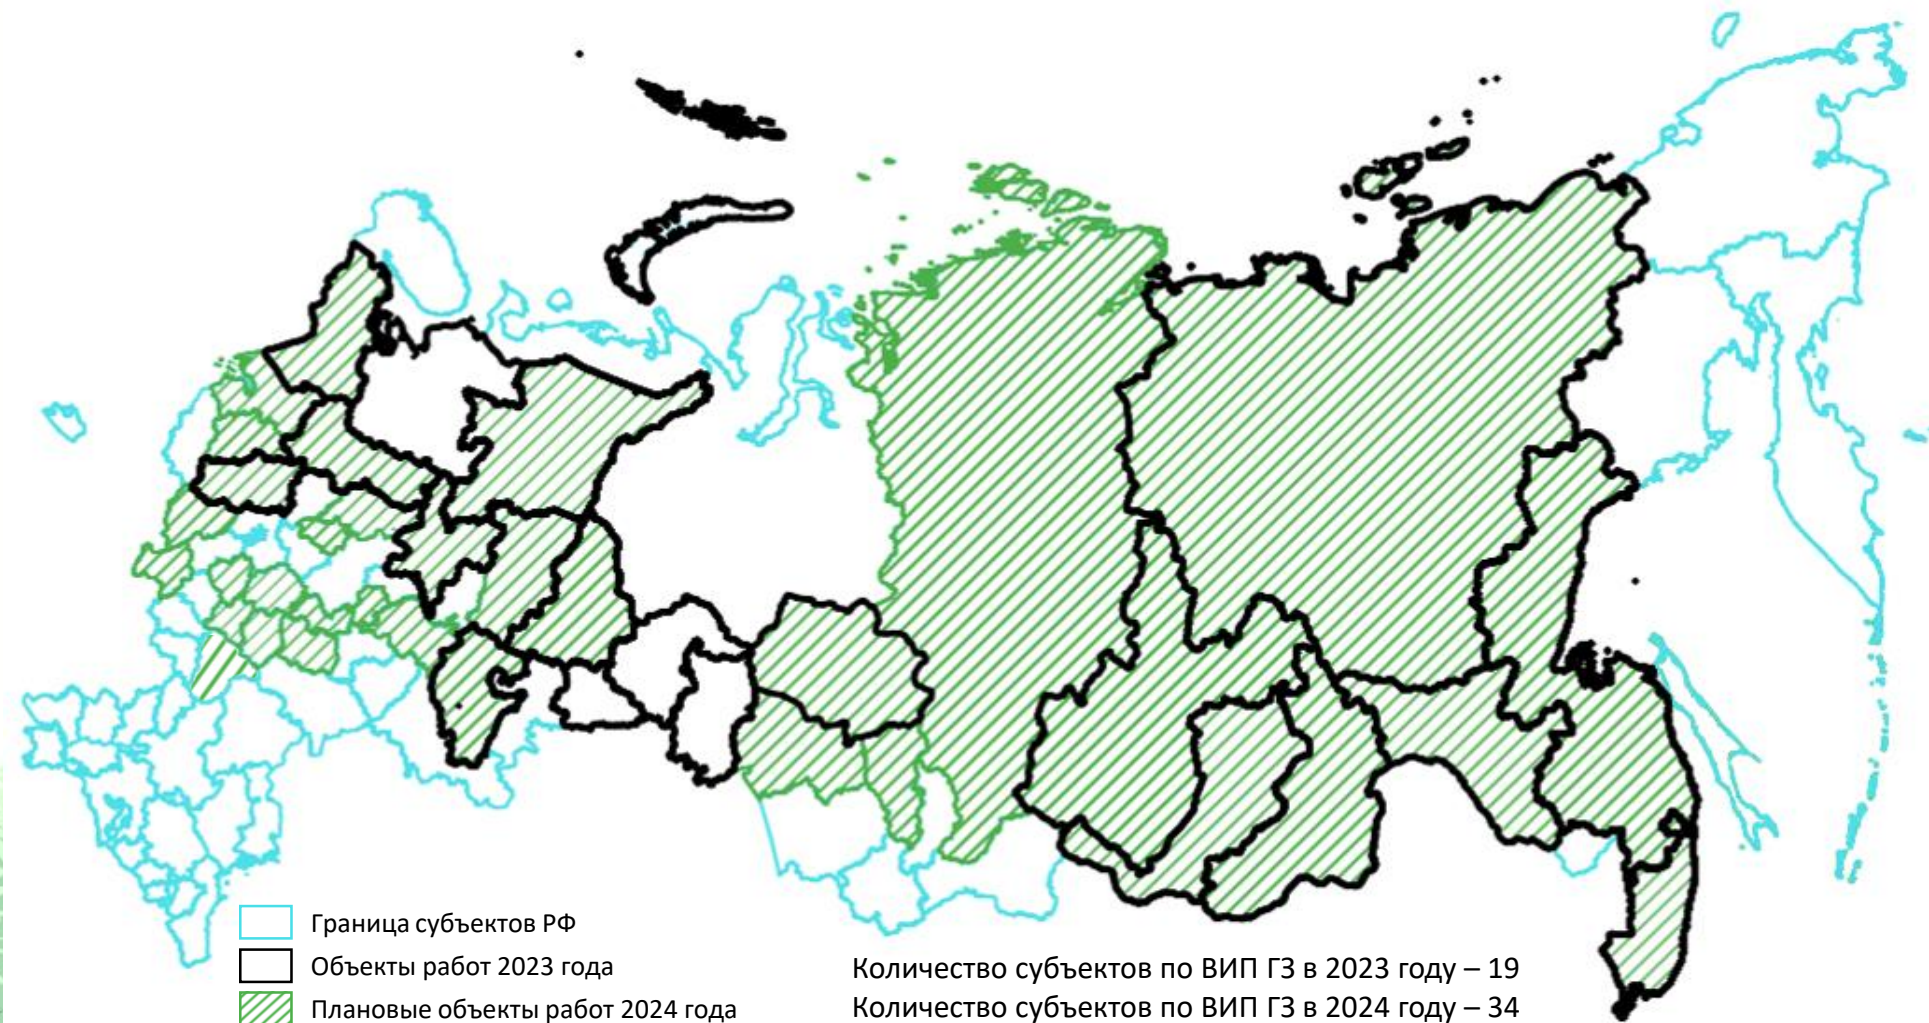 Граница субъектов РФ
Объекты работ 2023 года
Плановые объекты работ 2024 года
Количество субъектов по ВИП ГЗ в 2023 году – 19
Количество субъектов по ВИП ГЗ в 2024 году – 34